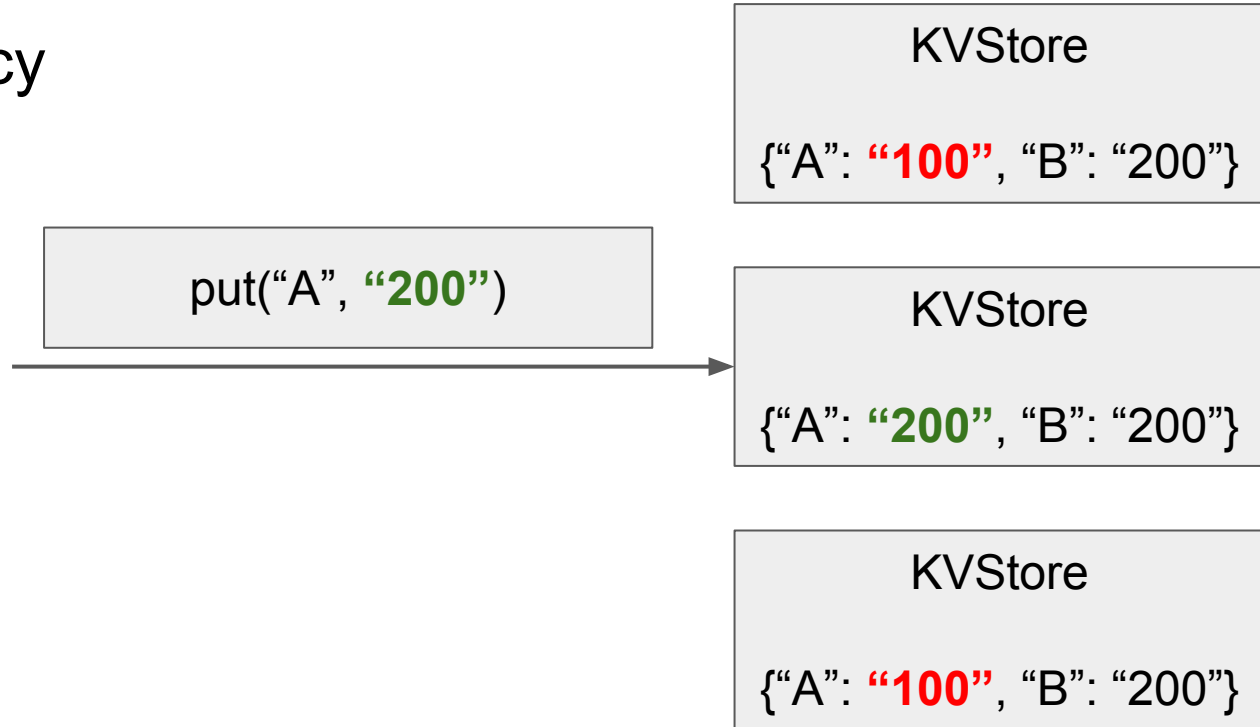 cy
KVStore
{“A”: “100”, “B”: “200”}
put(“A”, “200”)
KVStore
{“A”: “200”, “B”: “200”}
KVStore
{“A”: “100”, “B”: “200”}